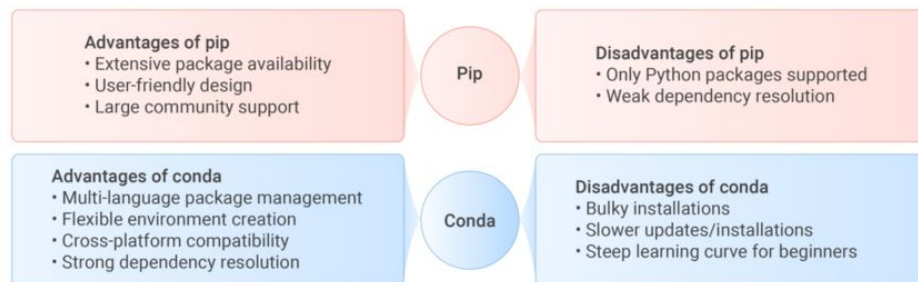 Advantages of pip
• Extensive package availability
• User-friendly design
• Large community support
Pip
Disadvantages of pip
• Only Python packages supported
• Weak dependency resolution
Advantages of conda
• Multi-language package management
• Flexible environment creation
• Cross-platform compatibility
• Strong dependency resolution
Conda
Disadvantages of conda
• Bulky installations
• Slower updates/installations
• Steep learning curve for beginners